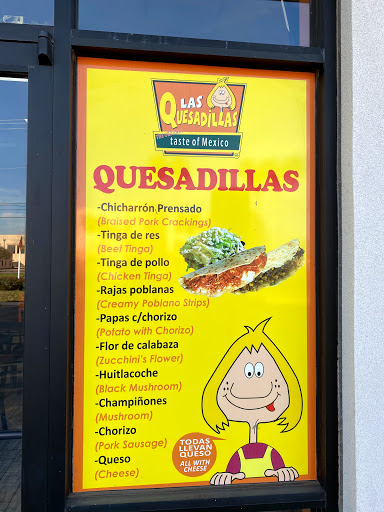 LAS
QUESADILLAS
taste of Mexico
QUESADILLAS
-Chicharrón Prensado
(Braised Pork Crackings)
-Tinga de res
(Beef Tinga)
-Tinga de pollo
(Chicken Tinga)
-Rajas poblanas
(Creamy Poblano Strips)
-Papas c/chorizo
(Potato with Chorizo)
-Flor de calabaza
(Zucchini's Flower)
-Huitlacoche
(Black Mushroom)
-Champiñones
(Mushroom)
-Chorizo
(Pork Sausage)
-Queso
(Cheese)
TODAS
LLEVAN
QUESO
ALL WITH
CHEESE